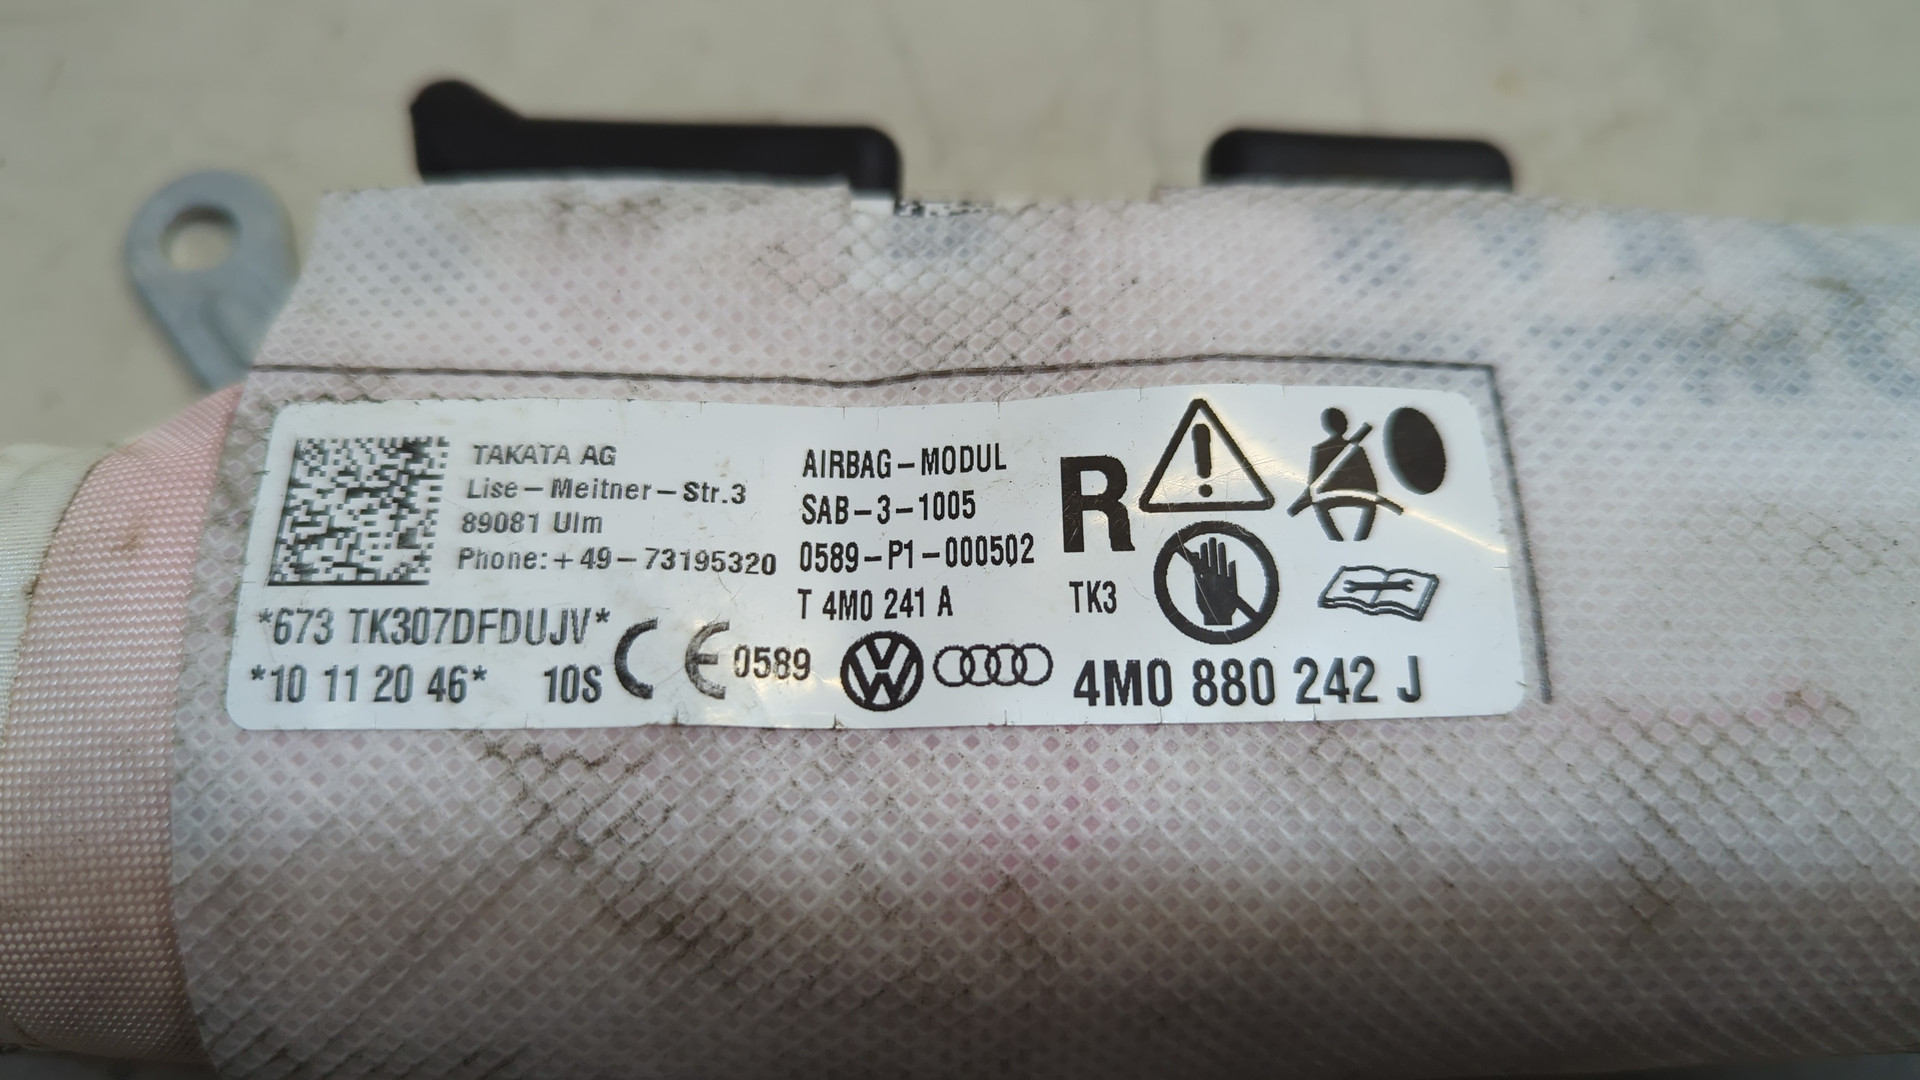 TAKATA AG
Lise-Meitner-Str.3
89081 Ulm
Phone:+49-73195320
*673 TK307DFDUJV*
*10 11 20 46* 10S
CE 0589
AIRBAG-MODUL
SAB-3-1005
0589-P1-000502
T 4M0 241 A
R
TK3
VW
4M0 880 242 J